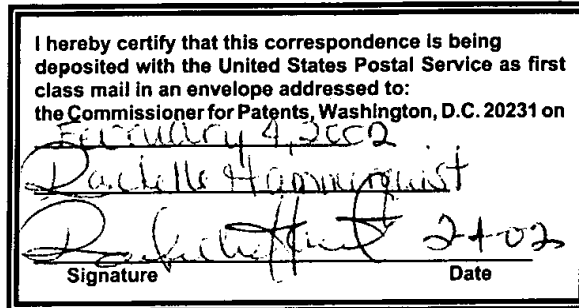 I hereby certify that this correspondence is being
deposited with the United States Postal Service as first
class mail in an envelope addressed to:
the Commissioner for Patents, Washington, D.C. 20231 on
February 4, 2002
Rachelle
2-4-02
Signature Date